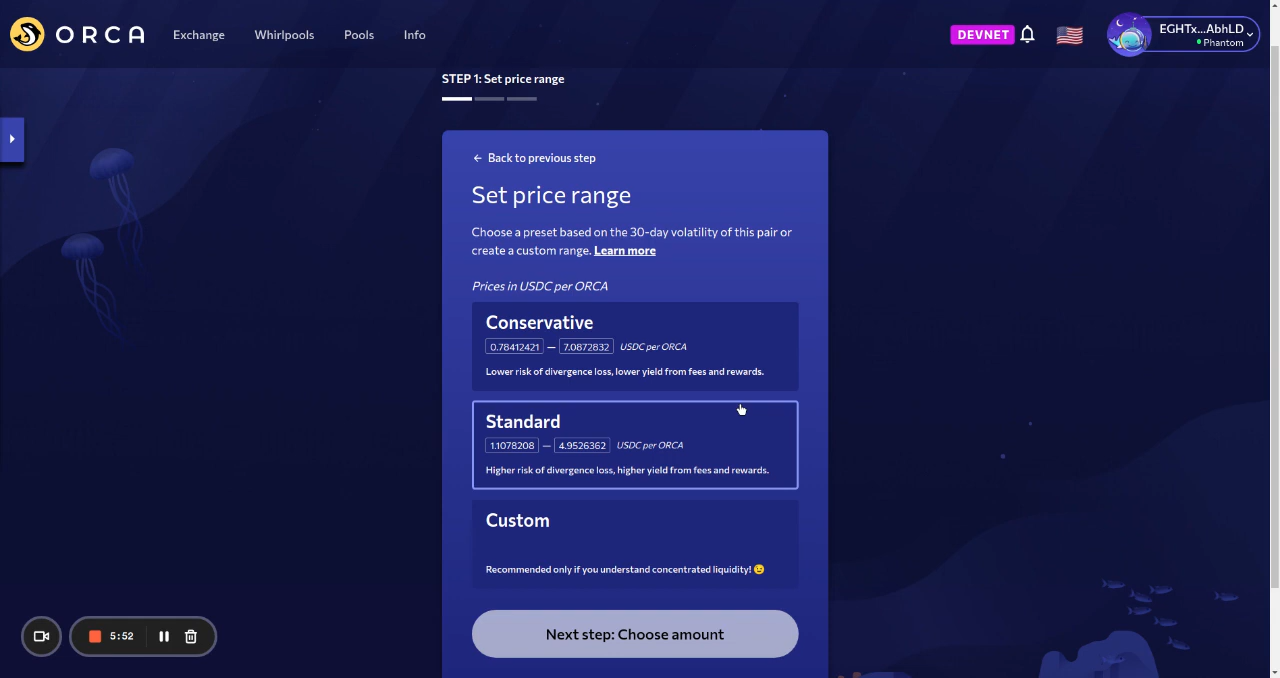 ORCA
Exchange
Whirlpools
Pools
Info
DEVNET
EGHTx...AbhLD
Phantom
STEP 1: Set price range
Back to previous step
Set price range
Choose a preset based on the 30-day volatility of this pair or
create a custom range. Learn more
Prices in USDC per ORCA
Conservative
0.78412421 — 7.0872832 USDC per ORCA
Lower risk of divergence loss, lower yield from fees and rewards.
Standard
1.1078208 — 4.9526362 USDC per ORCA
Higher risk of divergence loss, higher yield from fees and rewards.
Custom
Recommended only if you understand concentrated liquidity! 😉
Next step: Choose amount
5:52